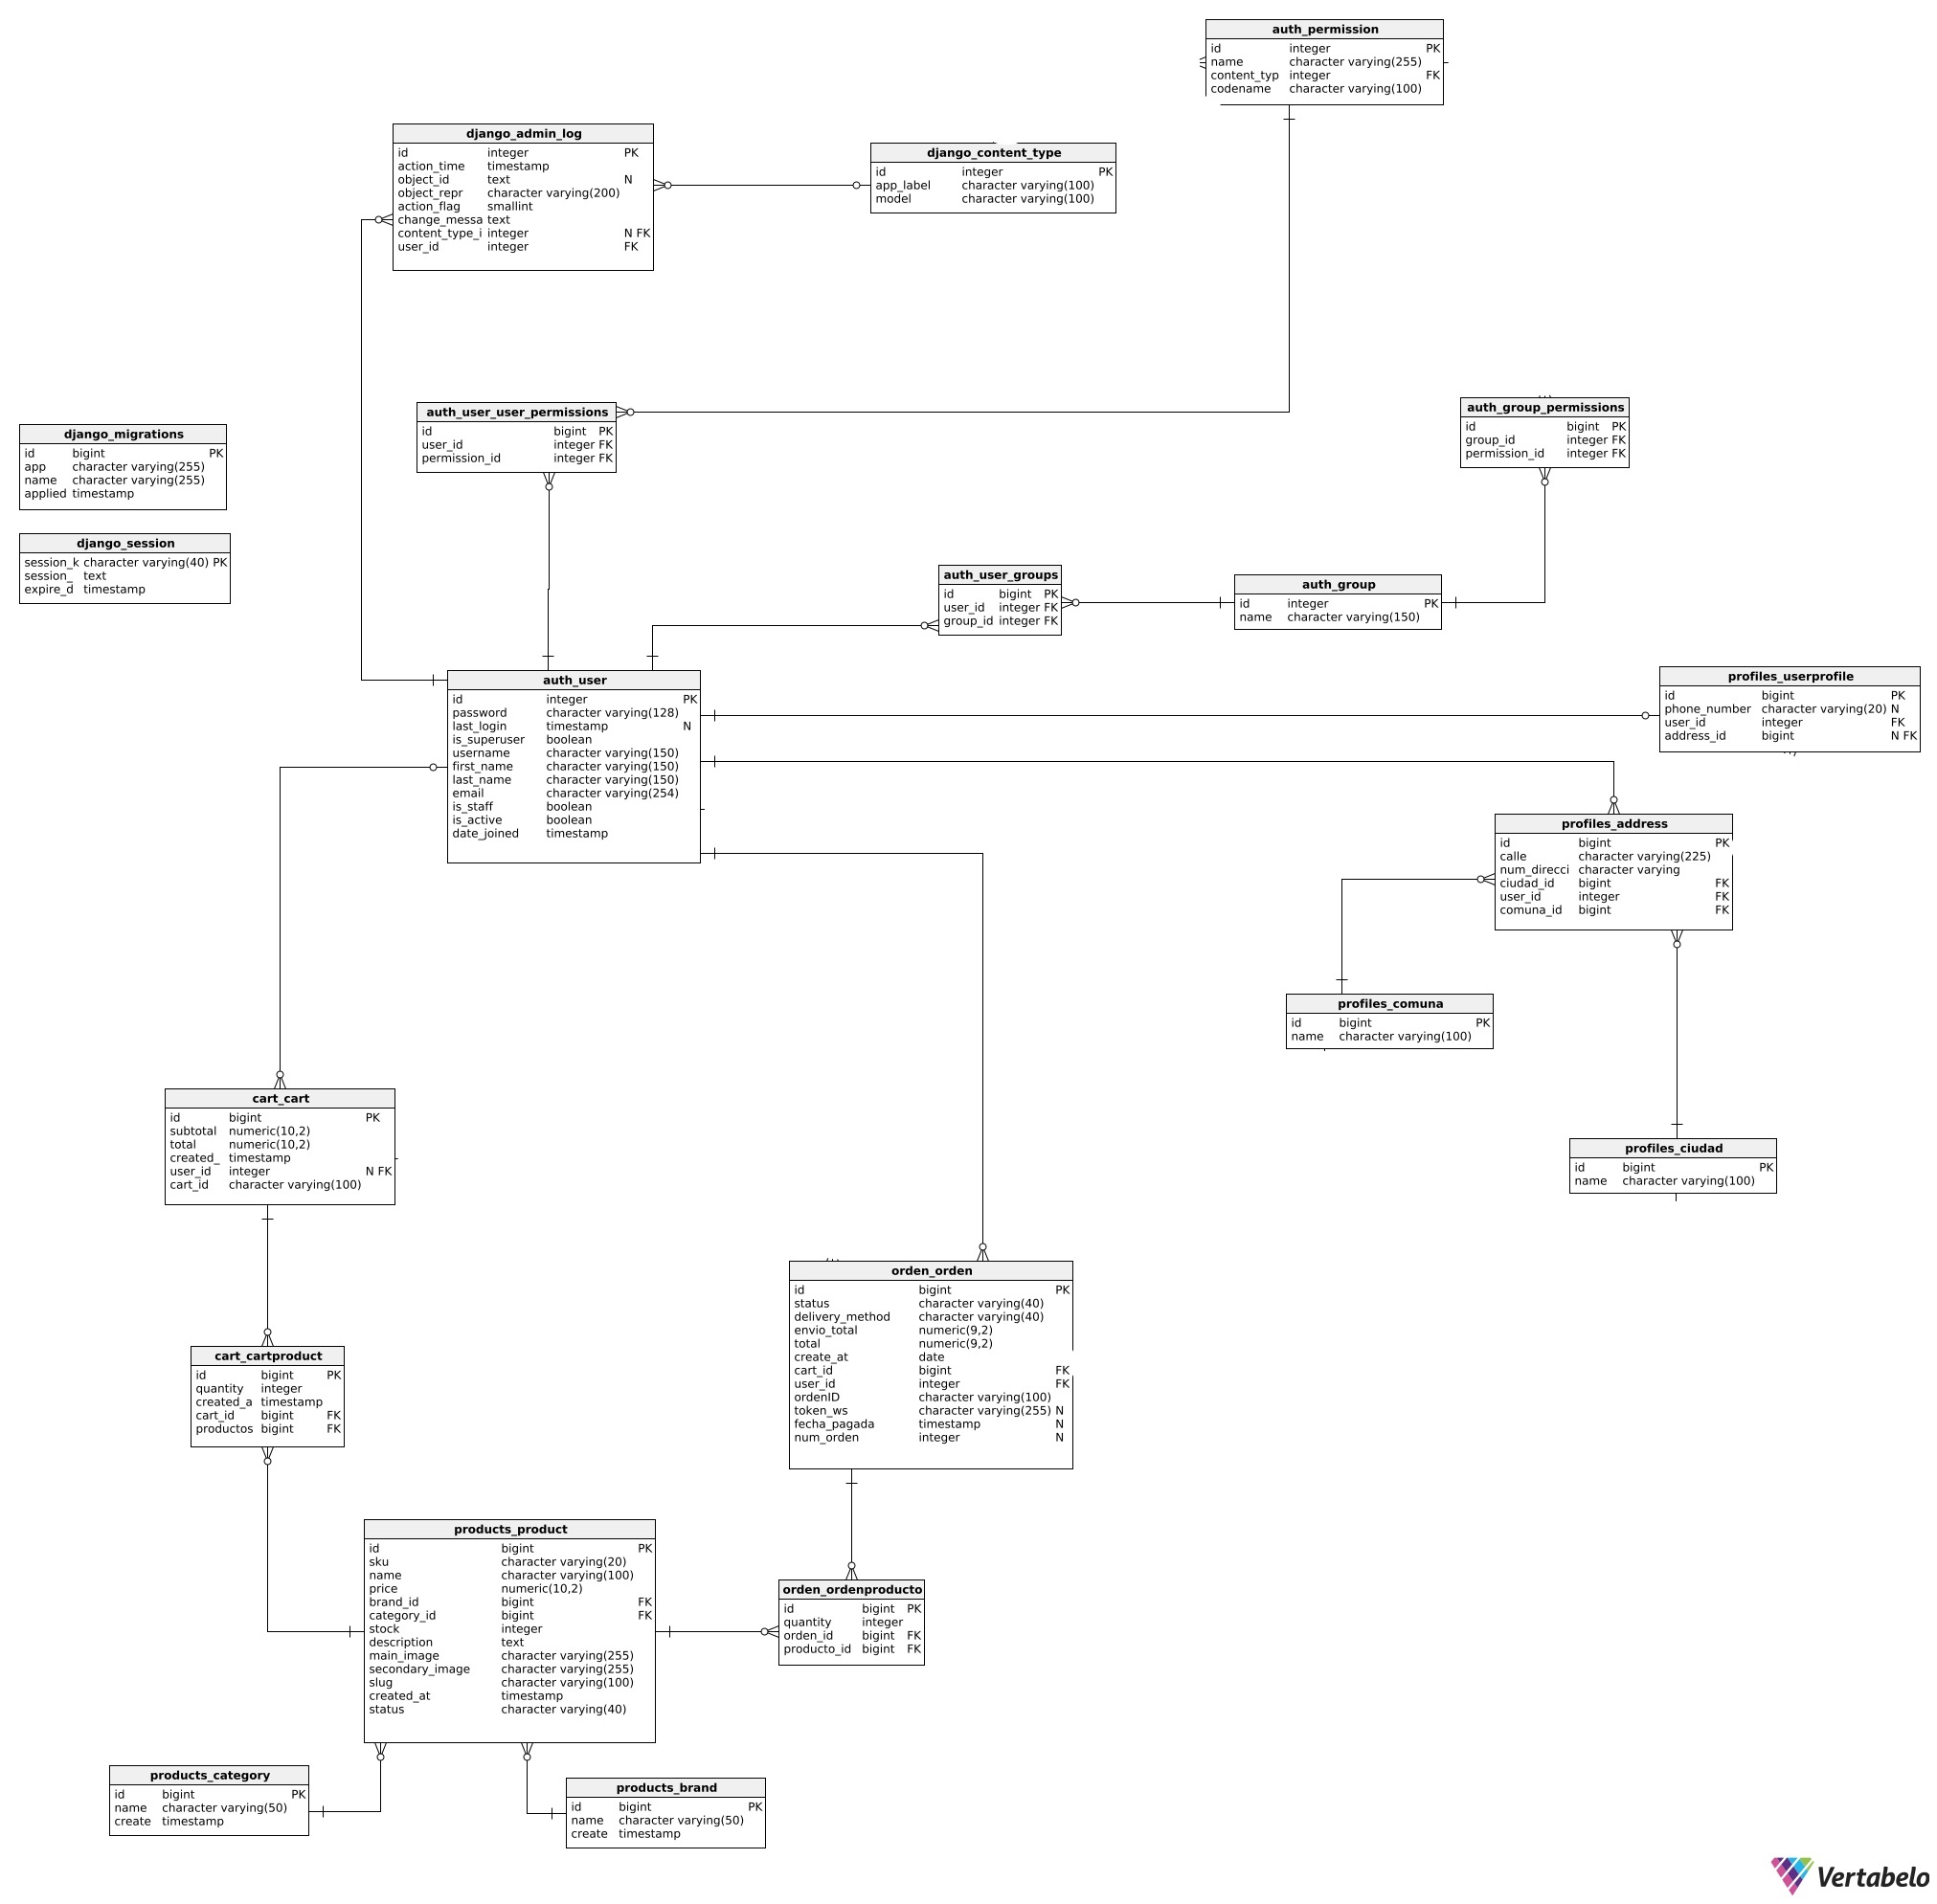 auth_permission
id integer PK
name character varying(255)
content_typ integer FK
codename character varying(100)
django_admin_log
id integer PK
action_time timestamp
object_id text N
object_repr character varying(200)
action_flag smallint
change_messa text
content_type_i integer N FK
user_id integer FK
django_content_type
id integer PK
app_label character varying(100)
model character varying(100)
auth_user_user_permissions
id bigint PK
user_id integer FK
permission_id integer FK
auth_group_permissions
id bigint PK
group_id integer FK
permission_id integer FK
django_migrations
id bigint PK
app character varying(255)
name character varying(255)
applied timestamp
django_session
session_k character varying(40) PK
session_ text
expire_d timestamp
auth_user_groups
id bigint PK
user_id integer FK
group_id integer FK
auth_group
id integer PK
name character varying(150)
auth_user
id integer PK
password character varying(128)
last_login timestamp N
is_superuser boolean
username character varying(150)
first_name character varying(150)
last_name character varying(150)
email character varying(254)
is_staff boolean
is_active boolean
date_joined timestamp
profiles_userprofile
id bigint PK
phone_number character varying(20) N
user_id integer FK
address_id bigint N FK
profiles_address
id bigint PK
calle character varying(225)
num_direcci character varying
ciudad_id bigint FK
user_id integer FK
comuna_id bigint FK
profiles_comuna
id bigint PK
name character varying(100)
profiles_ciudad
id bigint PK
name character varying(100)
cart_cart
id bigint PK
subtotal numeric(10,2)
total numeric(10,2)
created_ timestamp
user_id integer N FK
cart_id character varying(100)
orden_orden
id bigint PK
status character varying(40)
delivery_method character varying(40)
envio_total numeric(9,2)
total numeric(9,2)
create_at date
cart_id bigint FK
user_id integer FK
ordenID character varying(100)
token_ws character varying(255) N
fecha_pagada timestamp N
num_orden integer N
cart_cartproduct
id bigint PK
quantity integer
created_a timestamp
cart_id bigint FK
productos bigint FK
products_product
id bigint PK
sku character varying(20)
name character varying(100)
price numeric(10,2)
brand_id bigint FK
category_id bigint FK
stock integer
description text
main_image character varying(255)
secondary_image character varying(255)
slug character varying(100)
created_at timestamp
status character varying(40)
orden_ordenproducto
id bigint PK
quantity integer
orden_id bigint FK
producto_id bigint FK
products_category
id bigint PK
name character varying(50)
create timestamp
products_brand
id bigint PK
name character varying(50)
create timestamp
Vertabelo